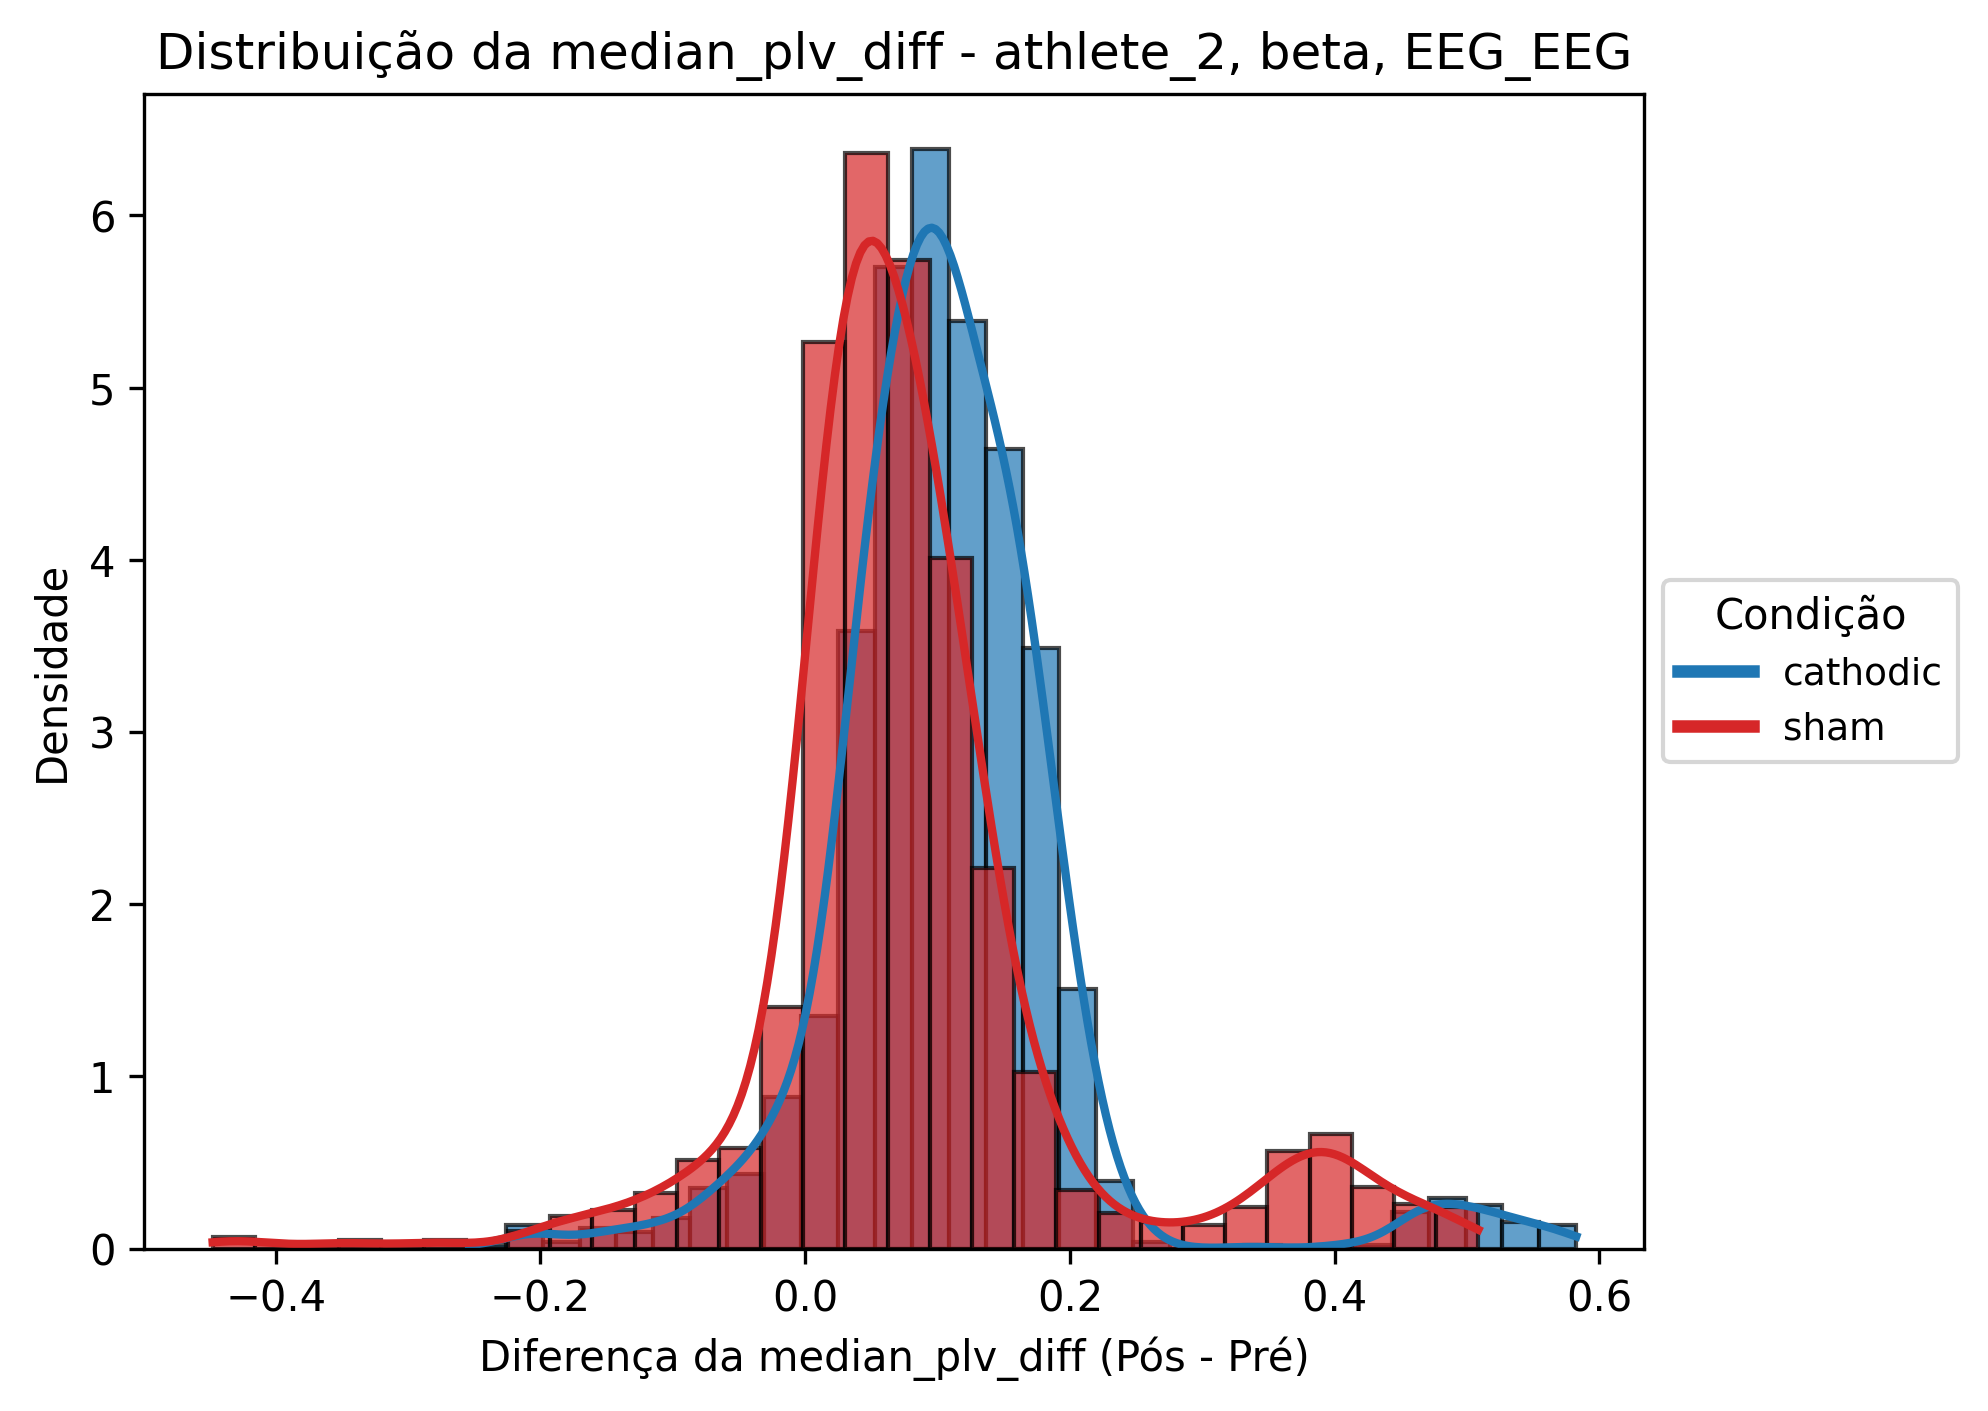 Distribuição da median_plv_diff - athlete_2, beta, EEG_EEG
Densidade
6
5
4
3
2
1
0
−0.4
−0.2
0.0
0.2
0.4
0.6
Diferença da median_plv_diff (Pós - Pré)
Condição
cathodic
sham